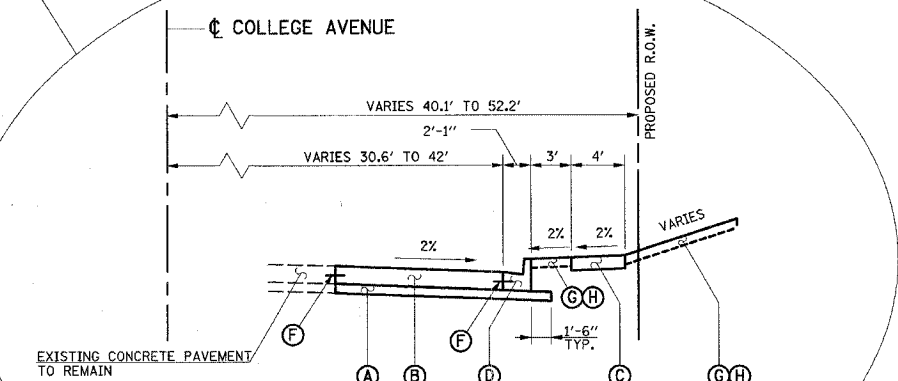 ℄ COLLEGE AVENUE
PROPOSED R.O.W.
VARIES 40.1' TO 52.2'
2'-1"
VARIES 30.6' TO 42'
3'
4'
VARIES
2%
2%
2%
G H
F
F
1'-6"
TYP.
EXISTING CONCRETE PAVEMENT
TO REMAIN
A
B
D
C
G H